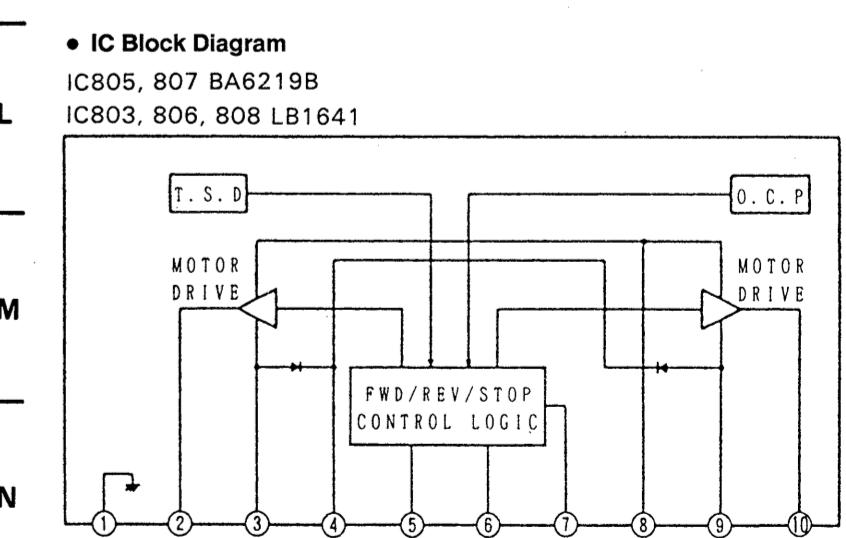 • IC Block Diagram
IC805, 807 BA6219B
IC803, 806, 808 LB1641
L
T. S. D
O. C. P
MOTOR
DRIVE
MOTOR
DRIVE
M
FWD/REV/STOP
CONTROL LOGIC
N
1 2 3 4 5 6 7 8 9 10